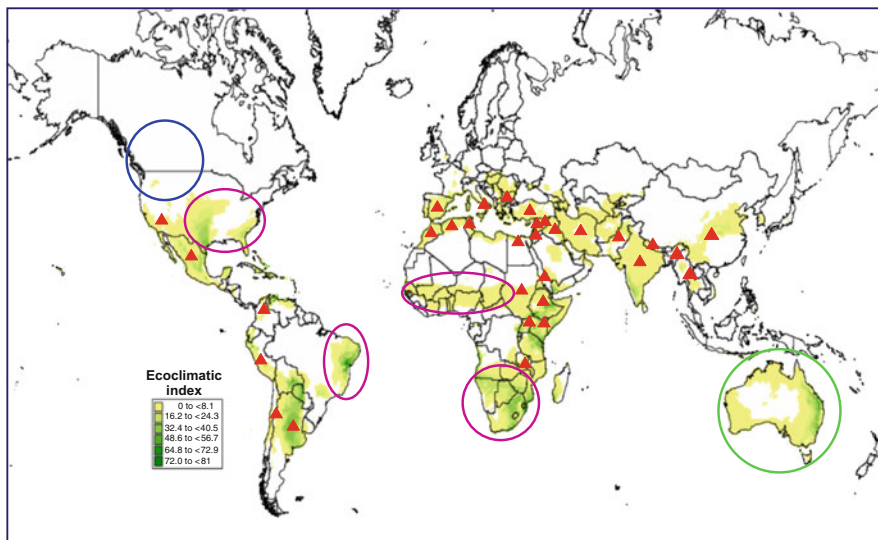 Ecoclimatic
index
0 to <8.1
16.2 to <24.3
32.4 to <40.5
48.6 to <56.7
64.8 to <72.9
72.0 to <81